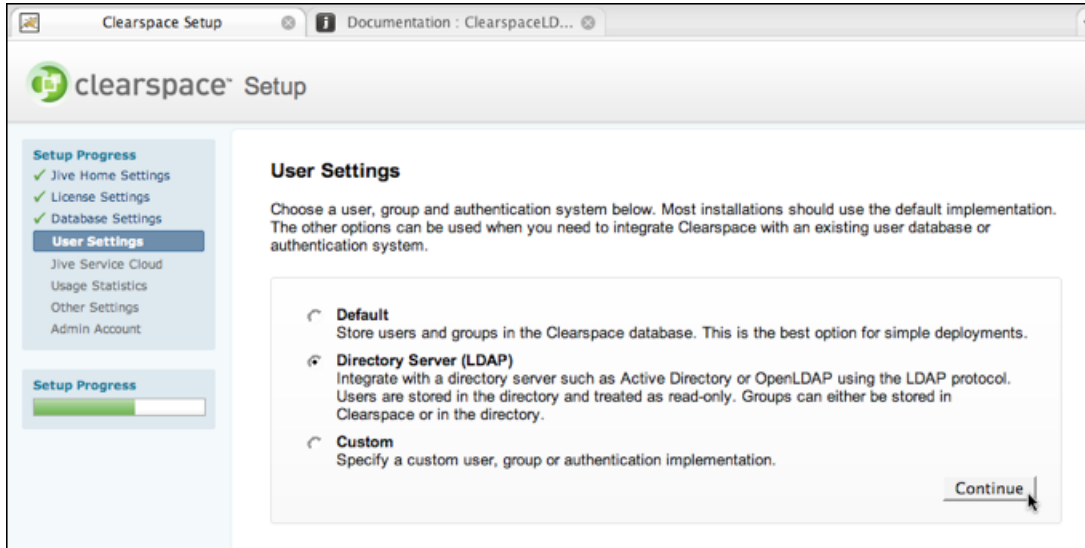 Clearspace Setup
Documentation : ClearspaceLD...
clearspace™ Setup
Setup Progress
✓ Jive Home Settings
✓ License Settings
✓ Database Settings
User Settings
Jive Service Cloud
Usage Statistics
Other Settings
Admin Account
Setup Progress
User Settings
Choose a user, group and authentication system below. Most installations should use the default implementation.
The other options can be used when you need to integrate Clearspace with an existing user database or
authentication system.
Default
Store users and groups in the Clearspace database. This is the best option for simple deployments.
Directory Server (LDAP)
Integrate with a directory server such as Active Directory or OpenLDAP using the LDAP protocol.
Users are stored in the directory and treated as read-only. Groups can either be stored in
Clearspace or in the directory.
Custom
Specify a custom user, group or authentication implementation.
Continue